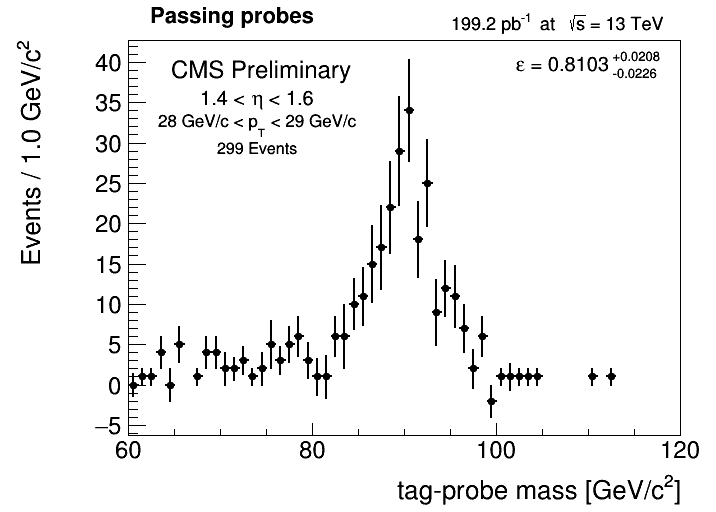 Passing probes
199.2 pb⁻¹ at √s = 13 TeV
CMS Preliminary
1.4 < η < 1.6
28 GeV/c < p_T < 29 GeV/c
299 Events
ε = 0.8103 +0.0208 -0.0226
Events / 1.0 GeV/c²
40
35
30
25
20
15
10
5
0
−5
60 80 100 120
tag-probe mass [GeV/c²]